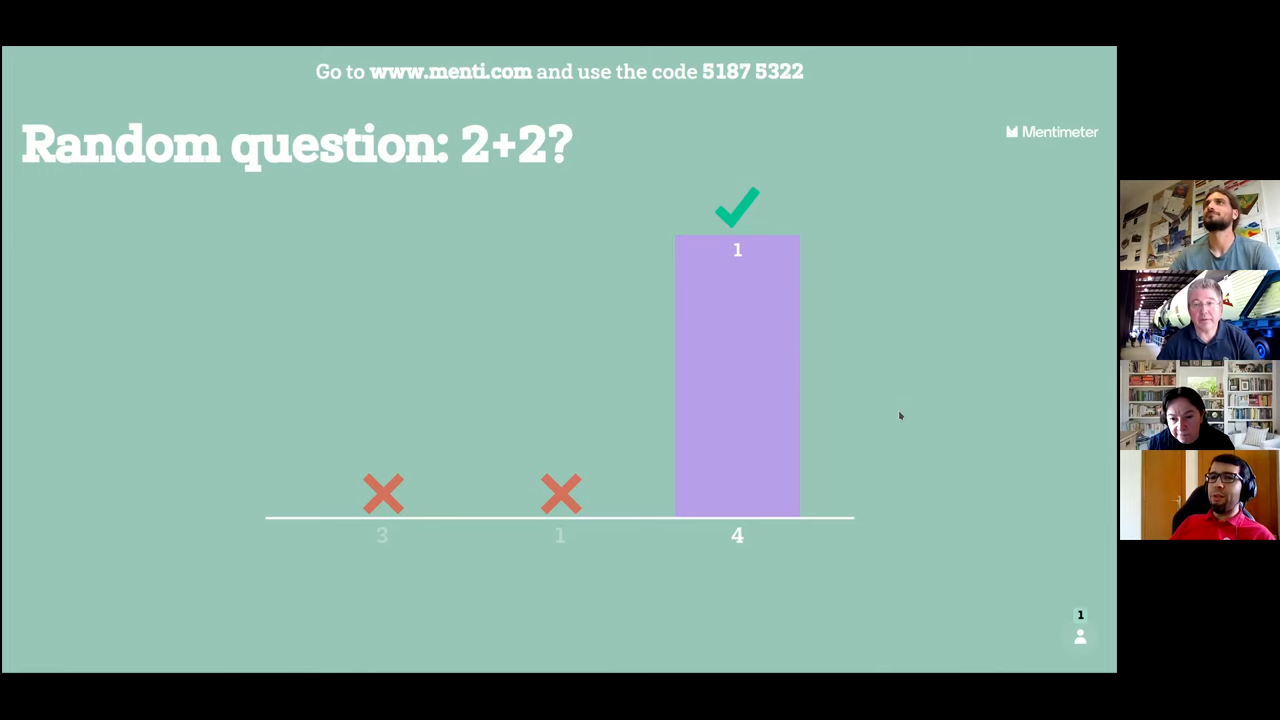 Go to www.menti.com and use the code 5187 5322
Random question: 2+2?
Mentimeter
1
3
1
4
1